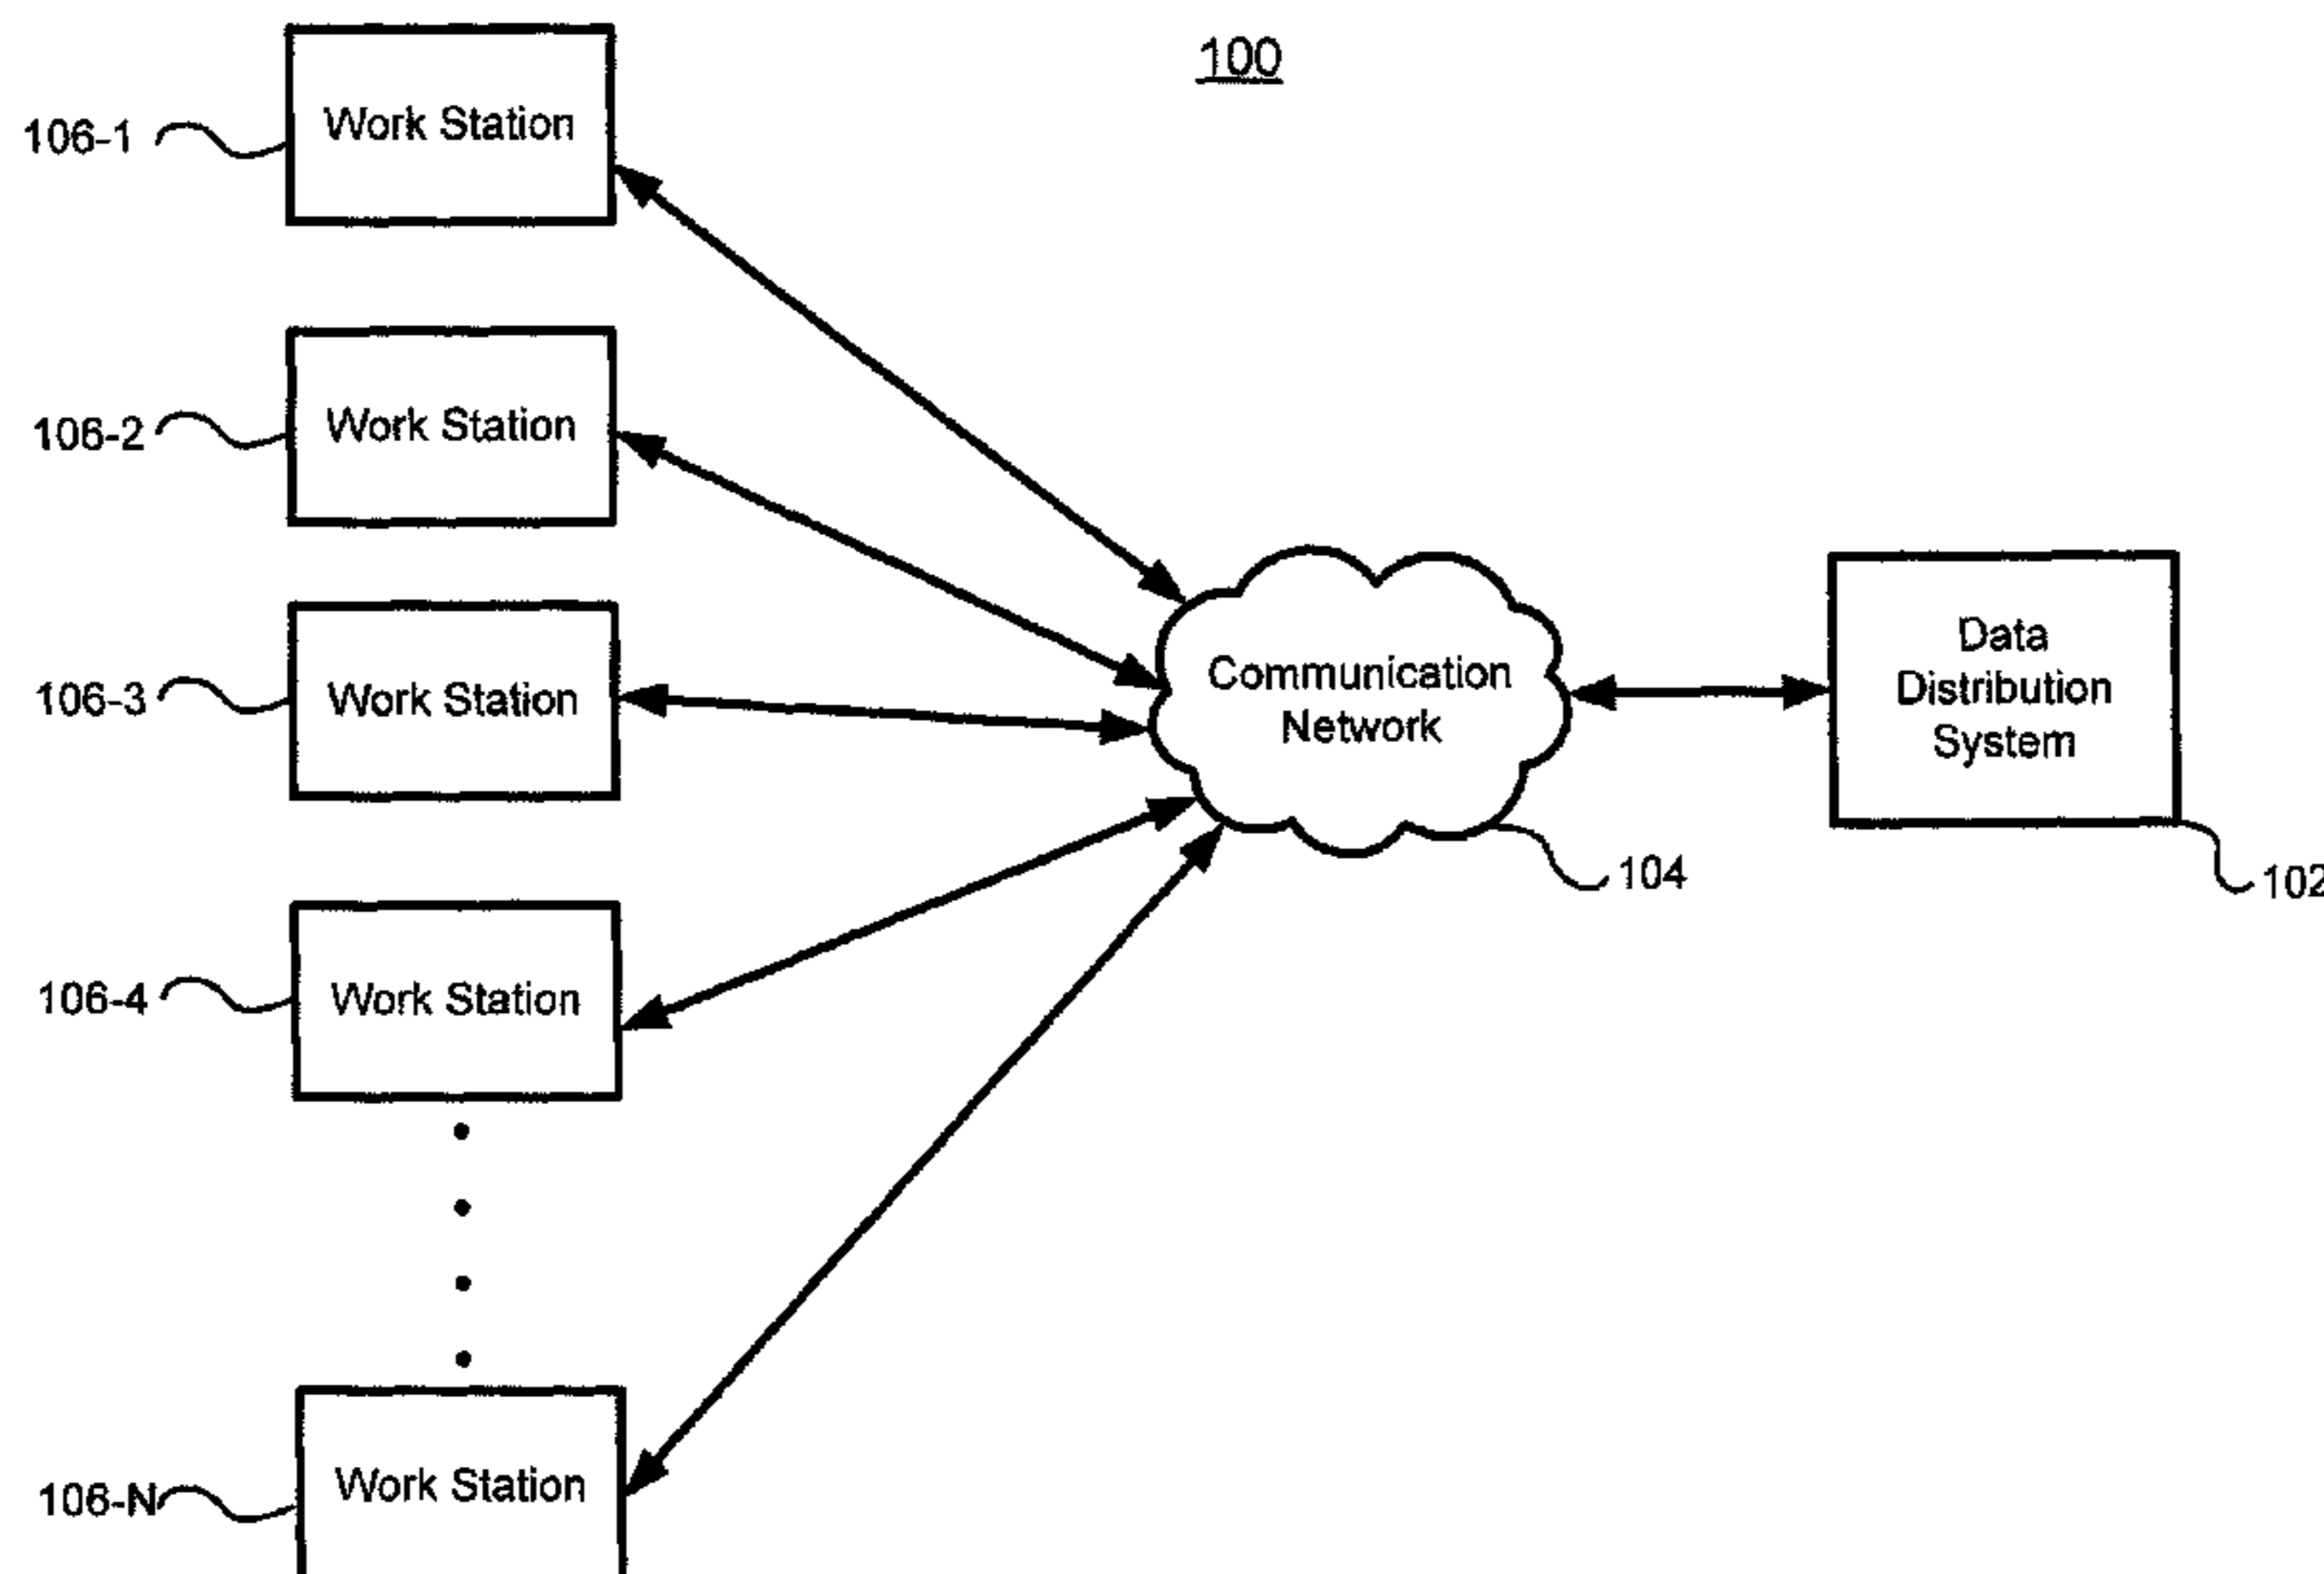 100
106-1
Work Station
106-2
Work Station
106-3
Work Station
106-4
Work Station
106-N
Work Station
Communication
Network
104
Data
Distribution
System
102